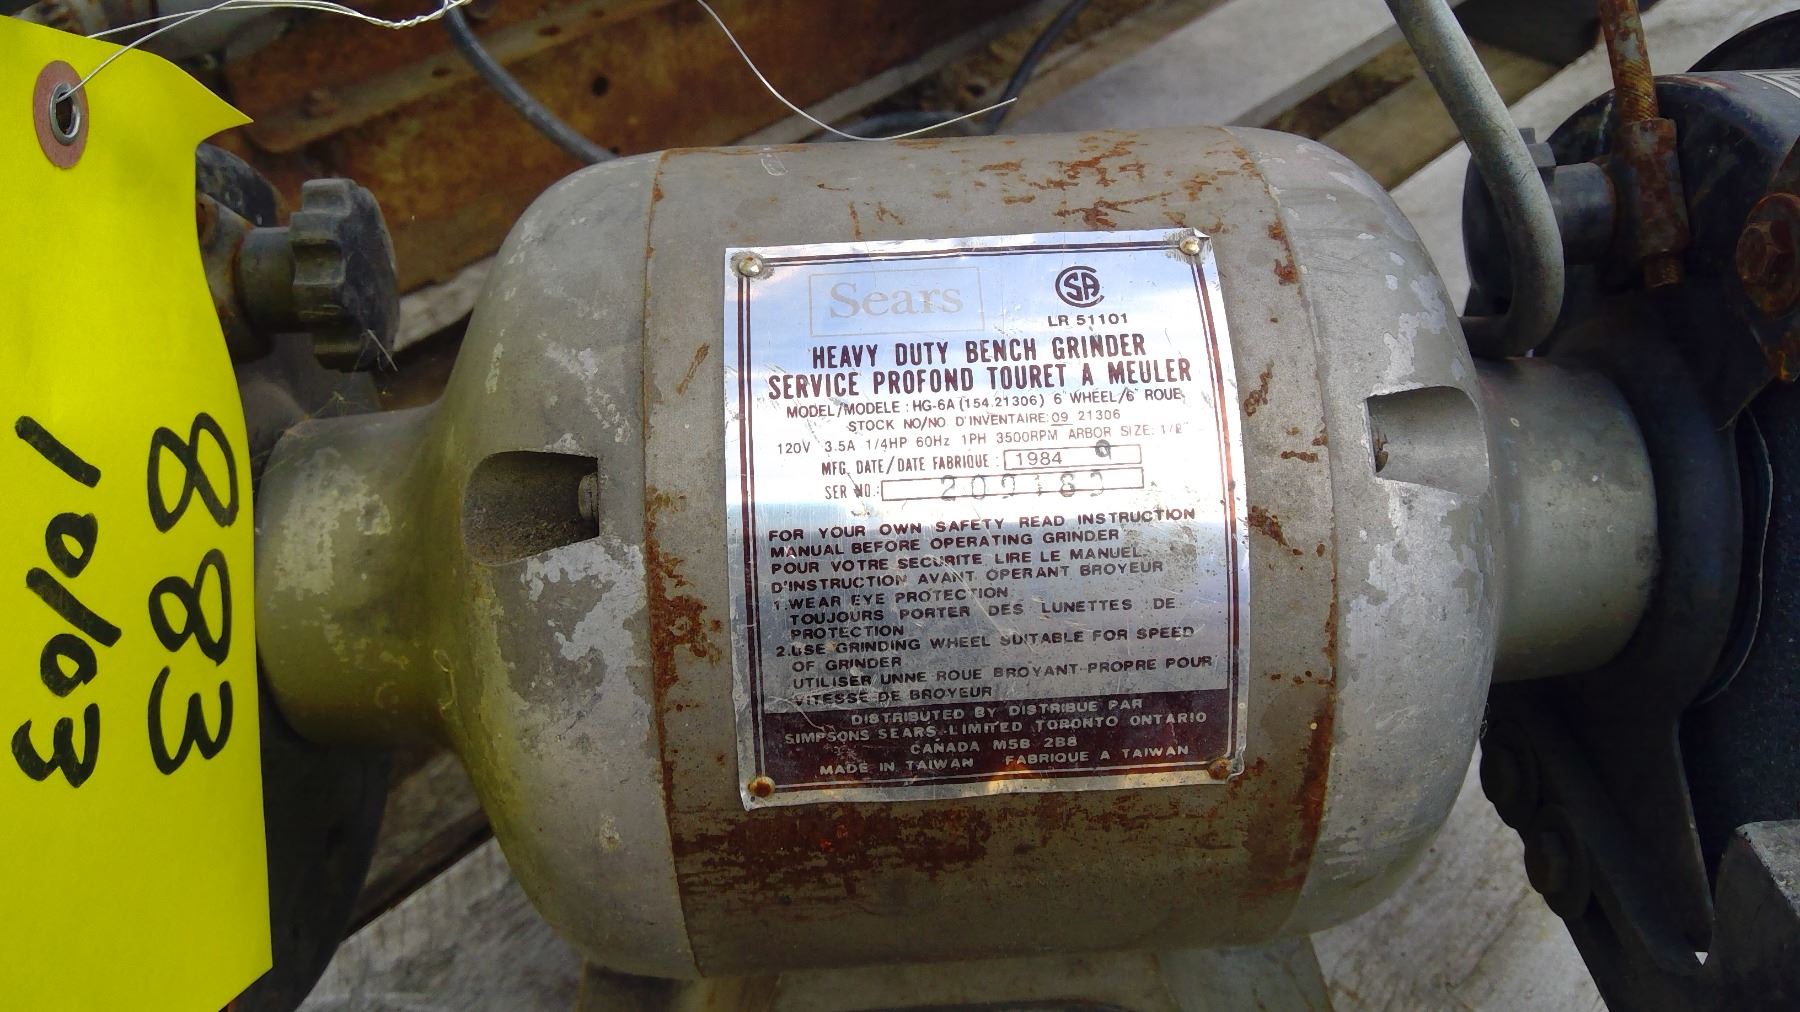 883
10103
Sears
SA
LR 51101
HEAVY DUTY BENCH GRINDER
SERVICE PROFOND TOURET A MEULER
MODEL/MODELE : HG-6A (154.21306) 6" WHEEL/6" ROUE
STOCK NO/NO. D'INVENTAIRE: 09 21306
120V 3.5A 1/4HP 60Hz 1PH 3500RPM ARBOR SIZE: 1/2"
MFG. DATE/DATE FABRIQUE : 1984
SER NO.:
FOR YOUR OWN SAFETY READ INSTRUCTION
MANUAL BEFORE OPERATING GRINDER
POUR VOTRE SECURITE LIRE LE MANUEL
D'INSTRUCTION AVANT OPERANT BROYEUR
1.WEAR EYE PROTECTION
TOUJOURS PORTER DES LUNETTES DE
PROTECTION
2.USE GRINDING WHEEL SUITABLE FOR SPEED
OF GRINDER
UTILISER UNNE ROUE BROYANT PROPRE POUR
VITESSE DE BROYEUR
DISTRIBUTED BY DISTRIBUE PAR
SIMPSONS SEARS LIMITED TORONTO ONTARIO
CANADA M5B 2B8
MADE IN TAIWAN FABRIQUE A TAIWAN